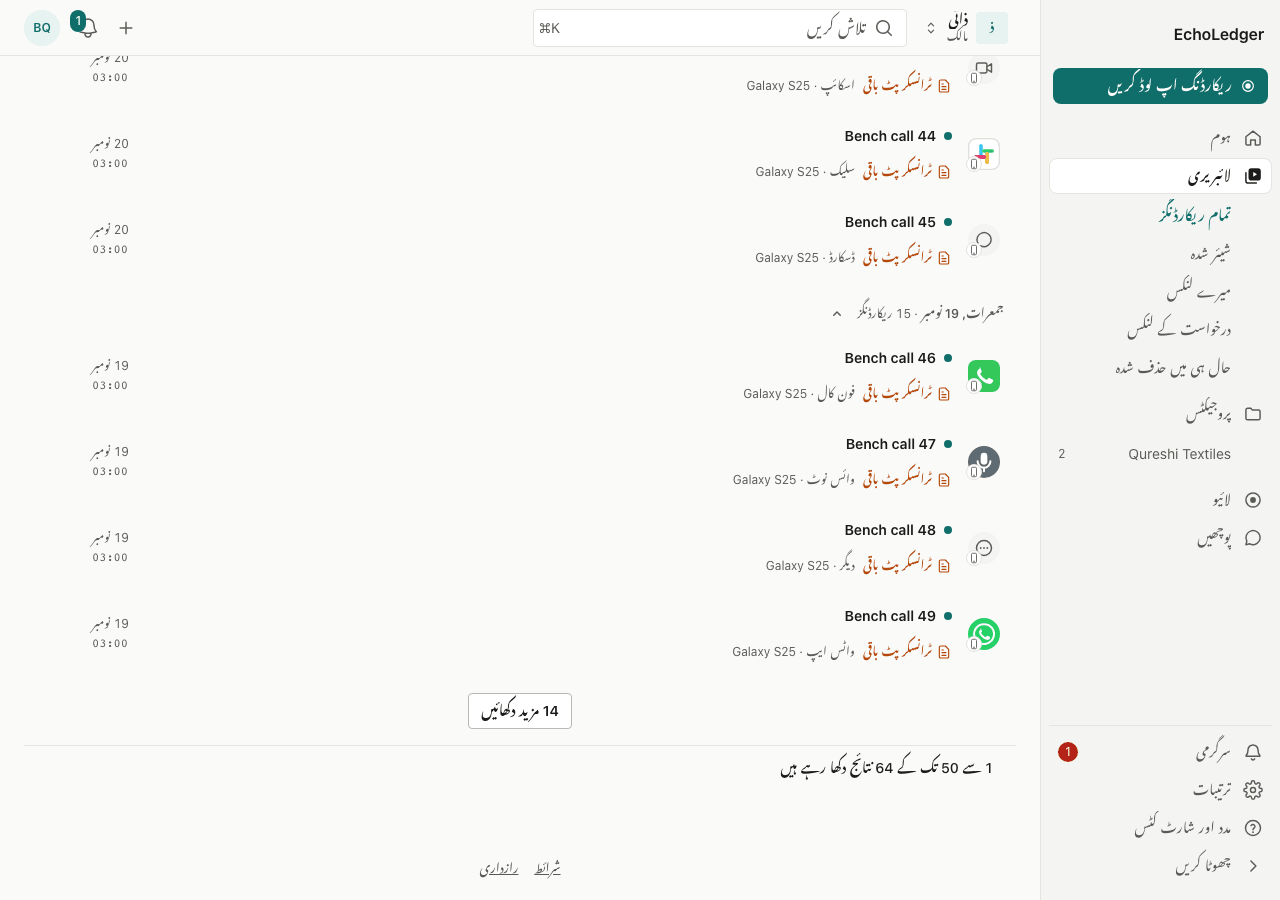 EchoLedger
ریکارڈنگ اپ لوڈ کریں
ہوم
لائبریری
تمام ریکارڈنگز
شیئر شدہ
میرے لنکس
درخواست کے لنکس
حال ہی میں حذف شدہ
پروجیکٹس
Qureshi Textiles 2
لائیو
پوچھیں
سرگرمی 1
ترتیبات
مدد اور شارٹ کٹس
چھوٹا کریں
ذ
ذاتی
مالک
تلاش کریں ⌘K
1
BQ
20 نومبر
03:00
ٹرانسکرپٹ باقی اسکائپ · Galaxy S25
Bench call 44
ٹرانسکرپٹ باقی سلیک · Galaxy S25
20 نومبر
03:00
Bench call 45
ٹرانسکرپٹ باقی ڈسکارڈ · Galaxy S25
20 نومبر
03:00
جمعرات, 19 نومبر · 15 ریکارڈنگز
Bench call 46
ٹرانسکرپٹ باقی فون کال · Galaxy S25
19 نومبر
03:00
Bench call 47
ٹرانسکرپٹ باقی وائس نوٹ · Galaxy S25
19 نومبر
03:00
Bench call 48
ٹرانسکرپٹ باقی دیگر · Galaxy S25
19 نومبر
03:00
Bench call 49
ٹرانسکرپٹ باقی واٹس ایپ · Galaxy S25
19 نومبر
03:00
14 مزید دکھائیں
1 سے 50 تک کے 64 نتائج دکھا رہے ہیں
شرائط رازداری